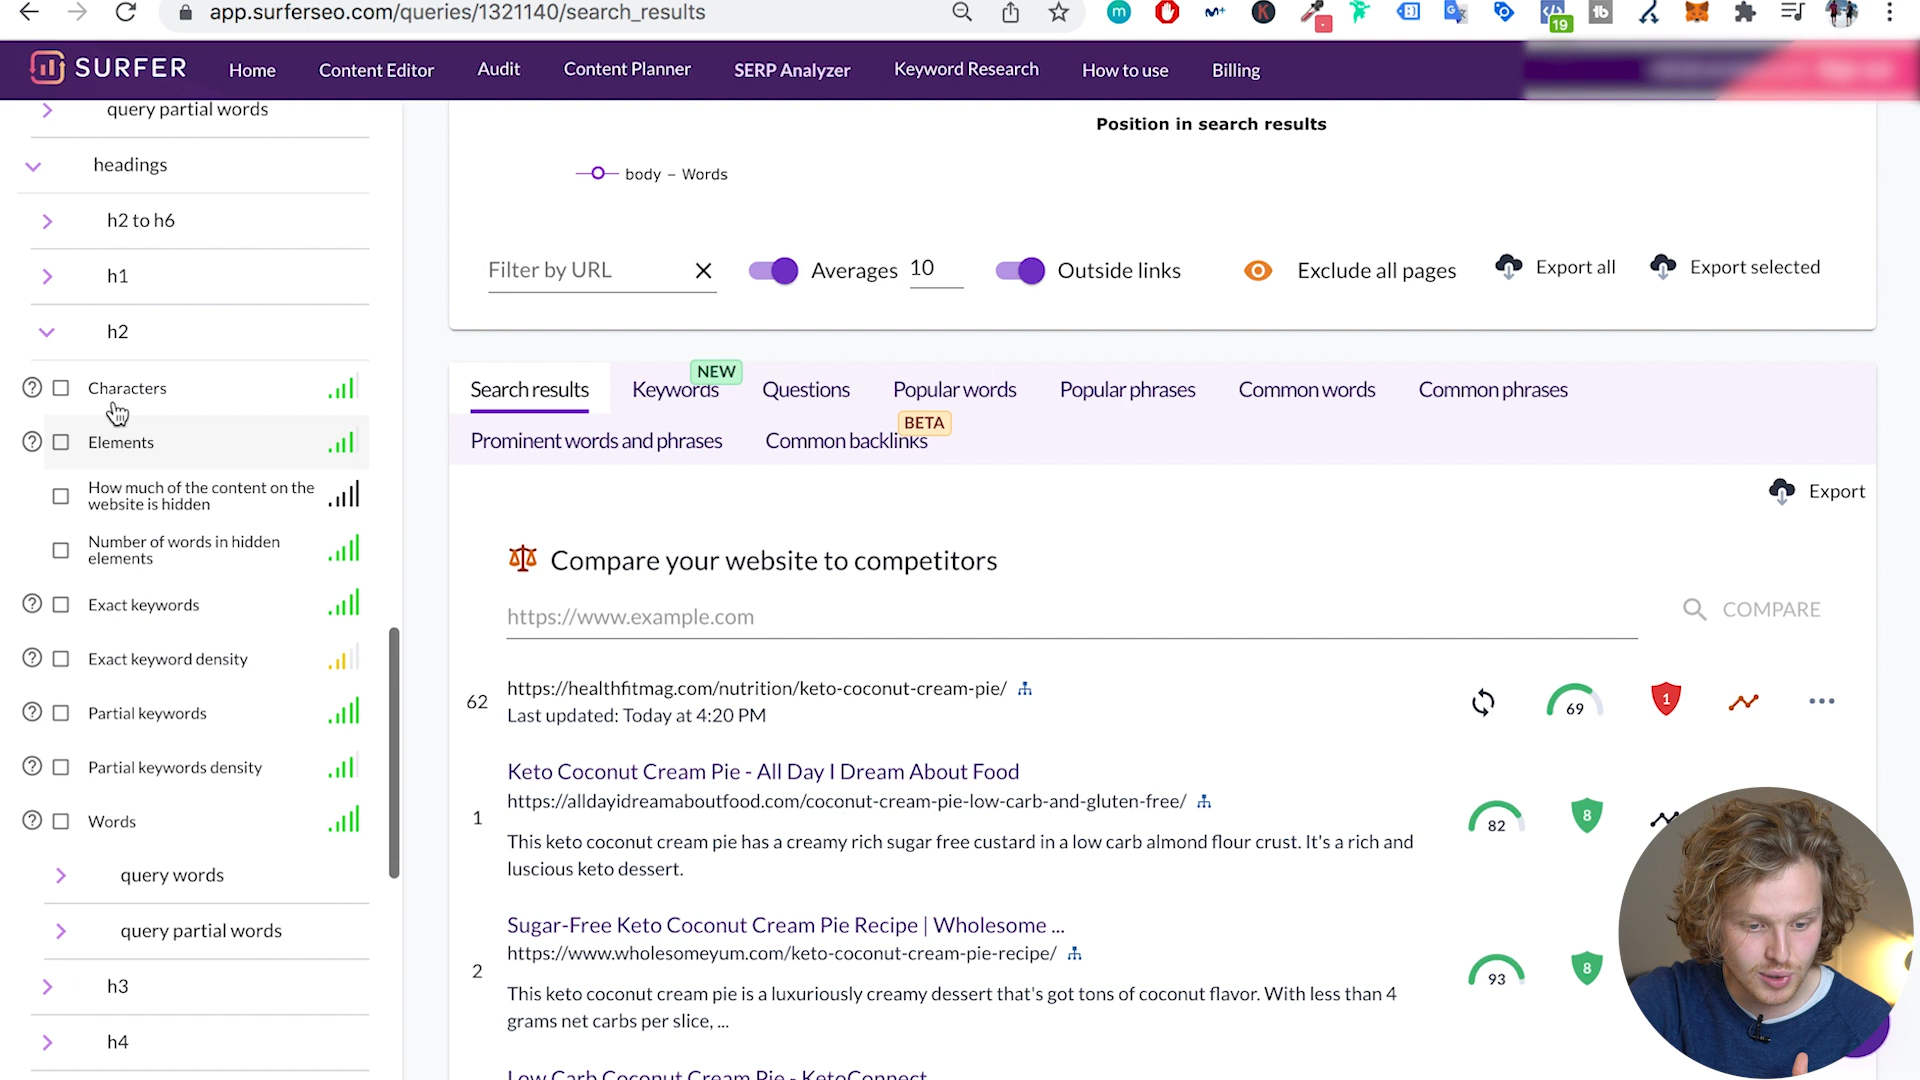 app.surferseo.com/queries/1321140/search_results
m
K
19
tb
SURFER
Home
Content Editor
Audit
Content Planner
SERP Analyzer
Keyword Research
How to use
Billing
query partial words
headings
h2 to h6
h1
h2
Characters
Elements
How much of the content on the
website is hidden
Number of words in hidden
elements
Exact keywords
Exact keyword density
Partial keywords
Partial keywords density
Words
query words
query partial words
h3
h4
Position in search results
body – Words
Filter by URL
Averages 10
Outside links
Exclude all pages
Export all
Export selected
NEW
Search results
Keywords
Questions
Popular words
Popular phrases
Common words
Common phrases
BETA
Prominent words and phrases
Common backlinks
Export
Compare your website to competitors
https://www.example.com
COMPARE
62
https://healthfitmag.com/nutrition/keto-coconut-cream-pie/
Last updated: Today at 4:20 PM
69
1
Keto Coconut Cream Pie - All Day I Dream About Food
1
https://alldayidreamaboutfood.com/coconut-cream-pie-low-carb-and-gluten-free/
This keto coconut cream pie has a creamy rich sugar free custard in a low carb almond flour crust. It's a rich and
luscious keto dessert.
82
8
Sugar-Free Keto Coconut Cream Pie Recipe | Wholesome ...
2
https://www.wholesomeyum.com/keto-coconut-cream-pie-recipe/
This keto coconut cream pie is a luxuriously creamy dessert that's got tons of coconut flavor. With less than 4
grams net carbs per slice, ...
93
8
Low Carb Coconut Cream Pie - KetoConnect